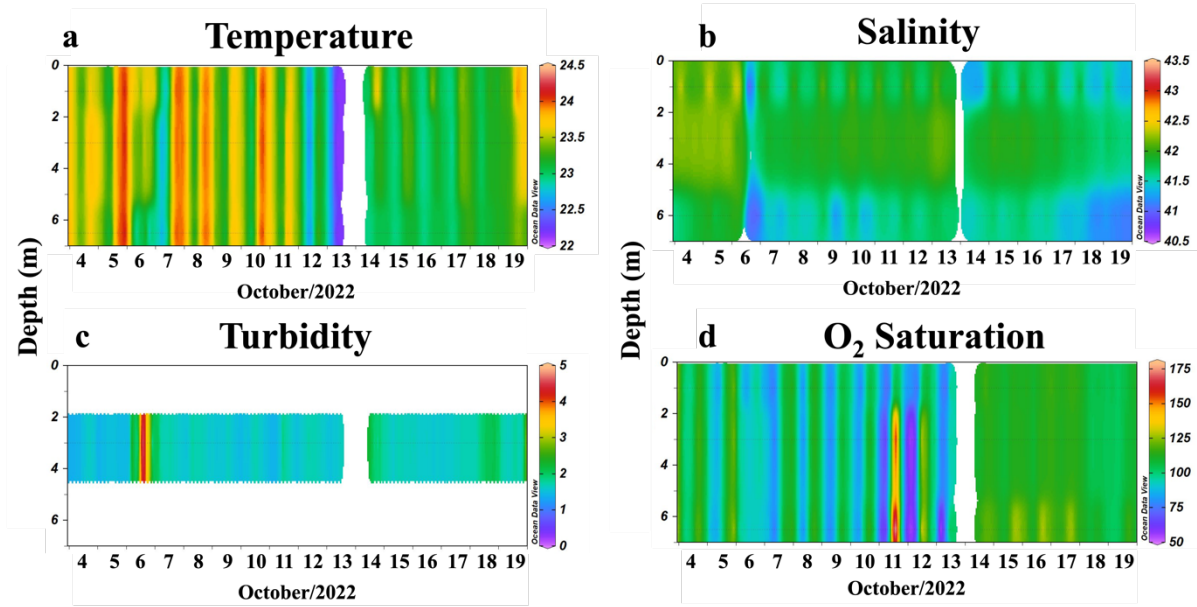 a Temperature
0
2
4
6
24.5
24
23.5
23
22.5
22
Ocean Data View
4 5 6 7 8 9 10 11 12 13 14 15 16 17 18 19
October/2022
b Salinity
0
2
4
6
43.5
43
42.5
42
41.5
41
40.5
Ocean Data View
4 5 6 7 8 9 10 11 12 13 14 15 16 17 18 19
October/2022
Depth (m)
Depth (m)
c Turbidity
0
2
4
6
5
4
3
2
1
0
Ocean Data View
4 5 6 7 8 9 10 11 12 13 14 15 16 17 18 19
October/2022
d O₂ Saturation
0
2
4
6
175
150
125
100
75
50
Ocean Data View
4 5 6 7 8 9 10 11 12 13 14 15 16 17 18 19
October/2022